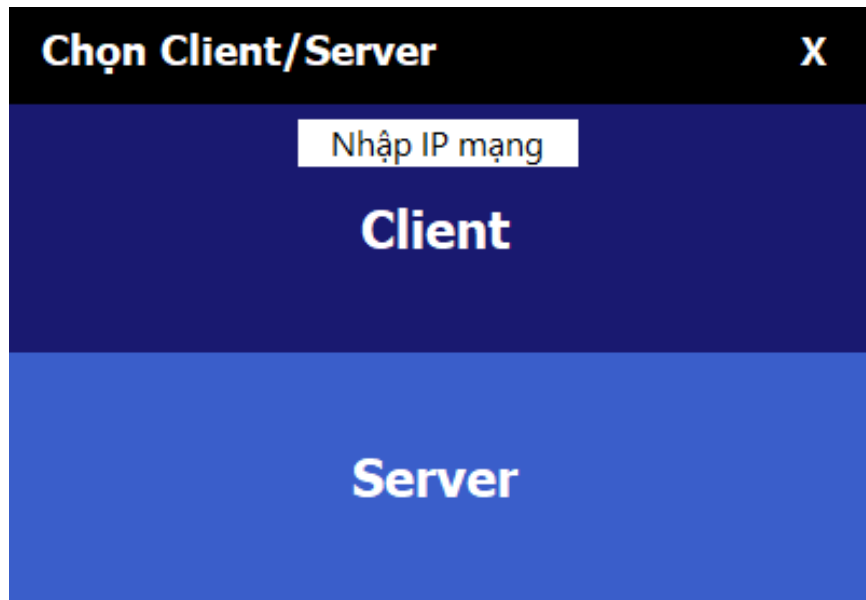 Chọn Client/Server X
Nhập IP mạng
Client
Server